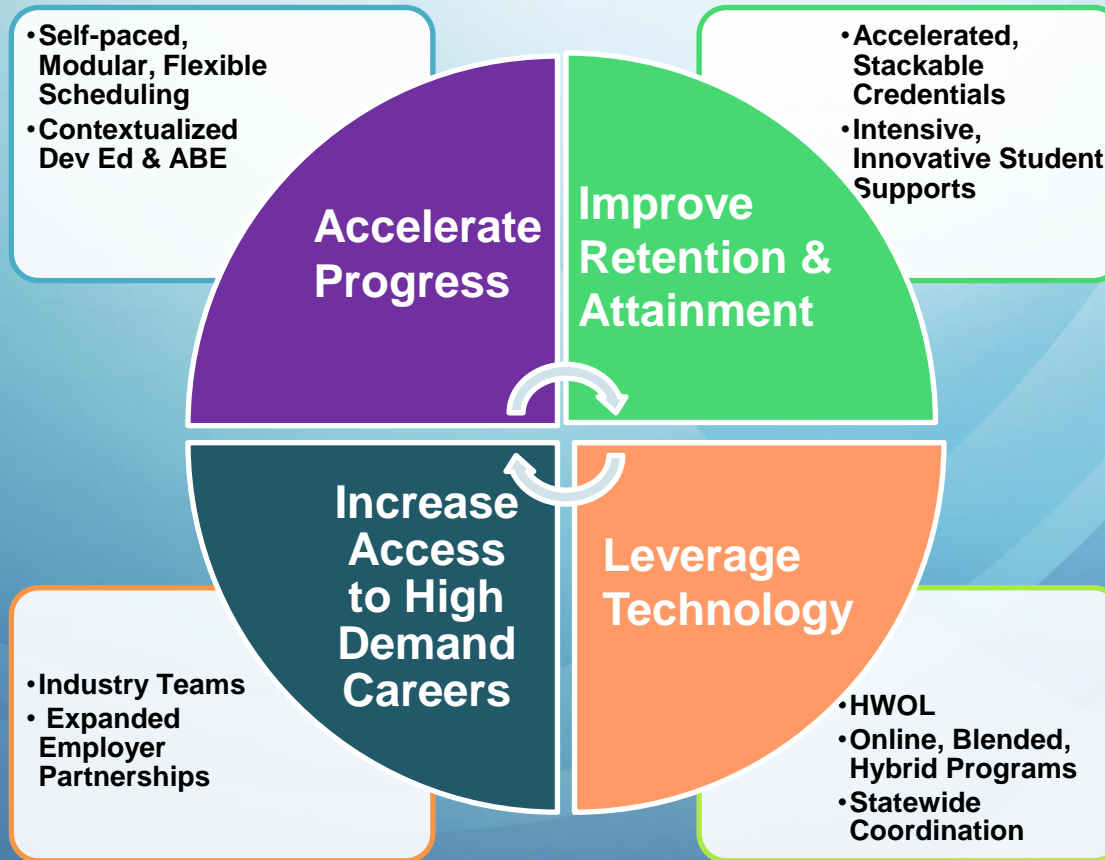 •Self-paced,
Modular, Flexible
Scheduling
•Contextualized
Dev Ed & ABE
•Accelerated,
Stackable
Credentials
•Intensive,
Innovative Student
Supports
Accelerate
Progress
Improve
Retention &
Attainment
Increase
Access
to High
Demand
Careers
Leverage
Technology
•Industry Teams
• Expanded
Employer
Partnerships
•HWOL
•Online, Blended,
Hybrid Programs
•Statewide
Coordination